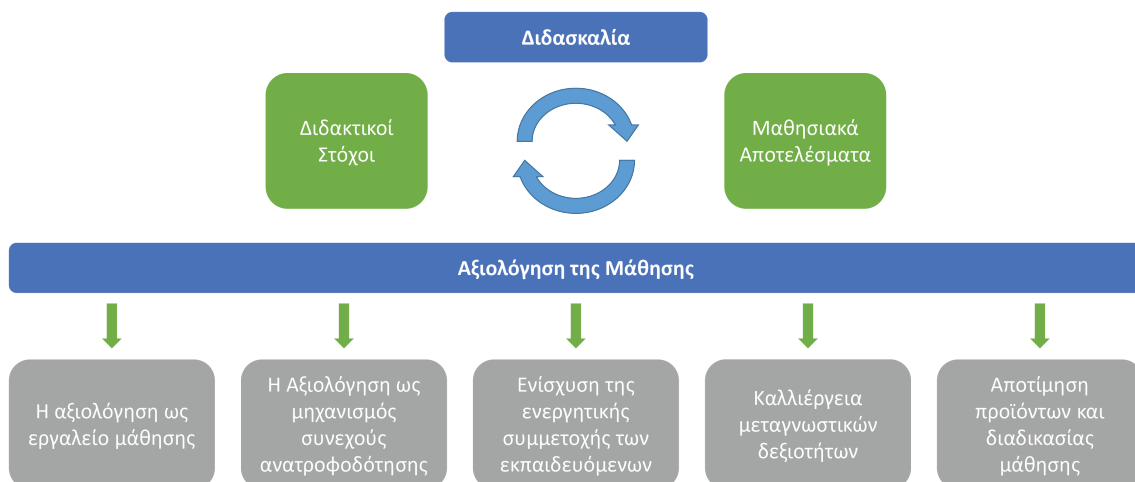 Διδασκαλία
Διδακτικοί
Στόχοι
Μαθησιακά
Αποτελέσματα
Αξιολόγηση της Μάθησης
Η αξιολόγηση ως
εργαλείο μάθησης
Η Αξιολόγηση ως
μηχανισμός
συνεχούς
ανατροφοδότησης
Ενίσχυση της
ενεργητικής
συμμετοχής των
εκπαιδευόμενων
Καλλιέργεια
μεταγνωστικών
δεξιοτήτων
Αποτίμηση
προϊόντων και
διαδικασίας
μάθησης